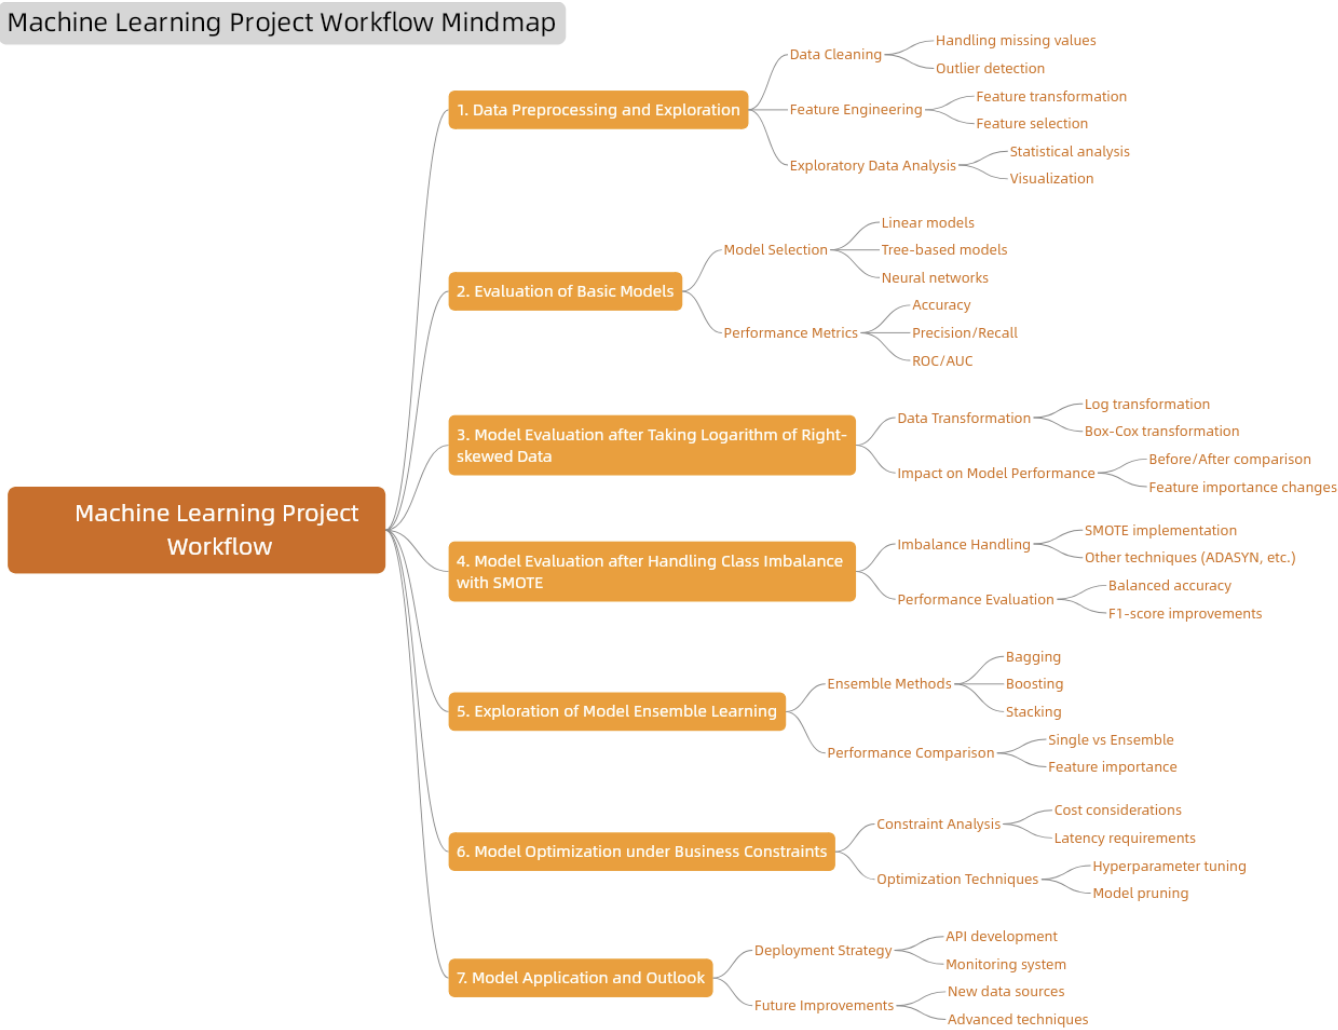 Machine Learning Project Workflow Mindmap
Machine Learning Project
Workflow
1. Data Preprocessing and Exploration
Data Cleaning
Handling missing values
Outlier detection
Feature Engineering
Feature transformation
Feature selection
Exploratory Data Analysis
Statistical analysis
Visualization
2. Evaluation of Basic Models
Model Selection
Linear models
Tree-based models
Neural networks
Performance Metrics
Accuracy
Precision/Recall
ROC/AUC
3. Model Evaluation after Taking Logarithm of Right-
skewed Data
Data Transformation
Log transformation
Box-Cox transformation
Impact on Model Performance
Before/After comparison
Feature importance changes
4. Model Evaluation after Handling Class Imbalance
with SMOTE
Imbalance Handling
SMOTE implementation
Other techniques (ADASYN, etc.)
Performance Evaluation
Balanced accuracy
F1-score improvements
5. Exploration of Model Ensemble Learning
Ensemble Methods
Bagging
Boosting
Stacking
Performance Comparison
Single vs Ensemble
Feature importance
6. Model Optimization under Business Constraints
Constraint Analysis
Cost considerations
Latency requirements
Optimization Techniques
Hyperparameter tuning
Model pruning
7. Model Application and Outlook
Deployment Strategy
API development
Monitoring system
Future Improvements
New data sources
Advanced techniques